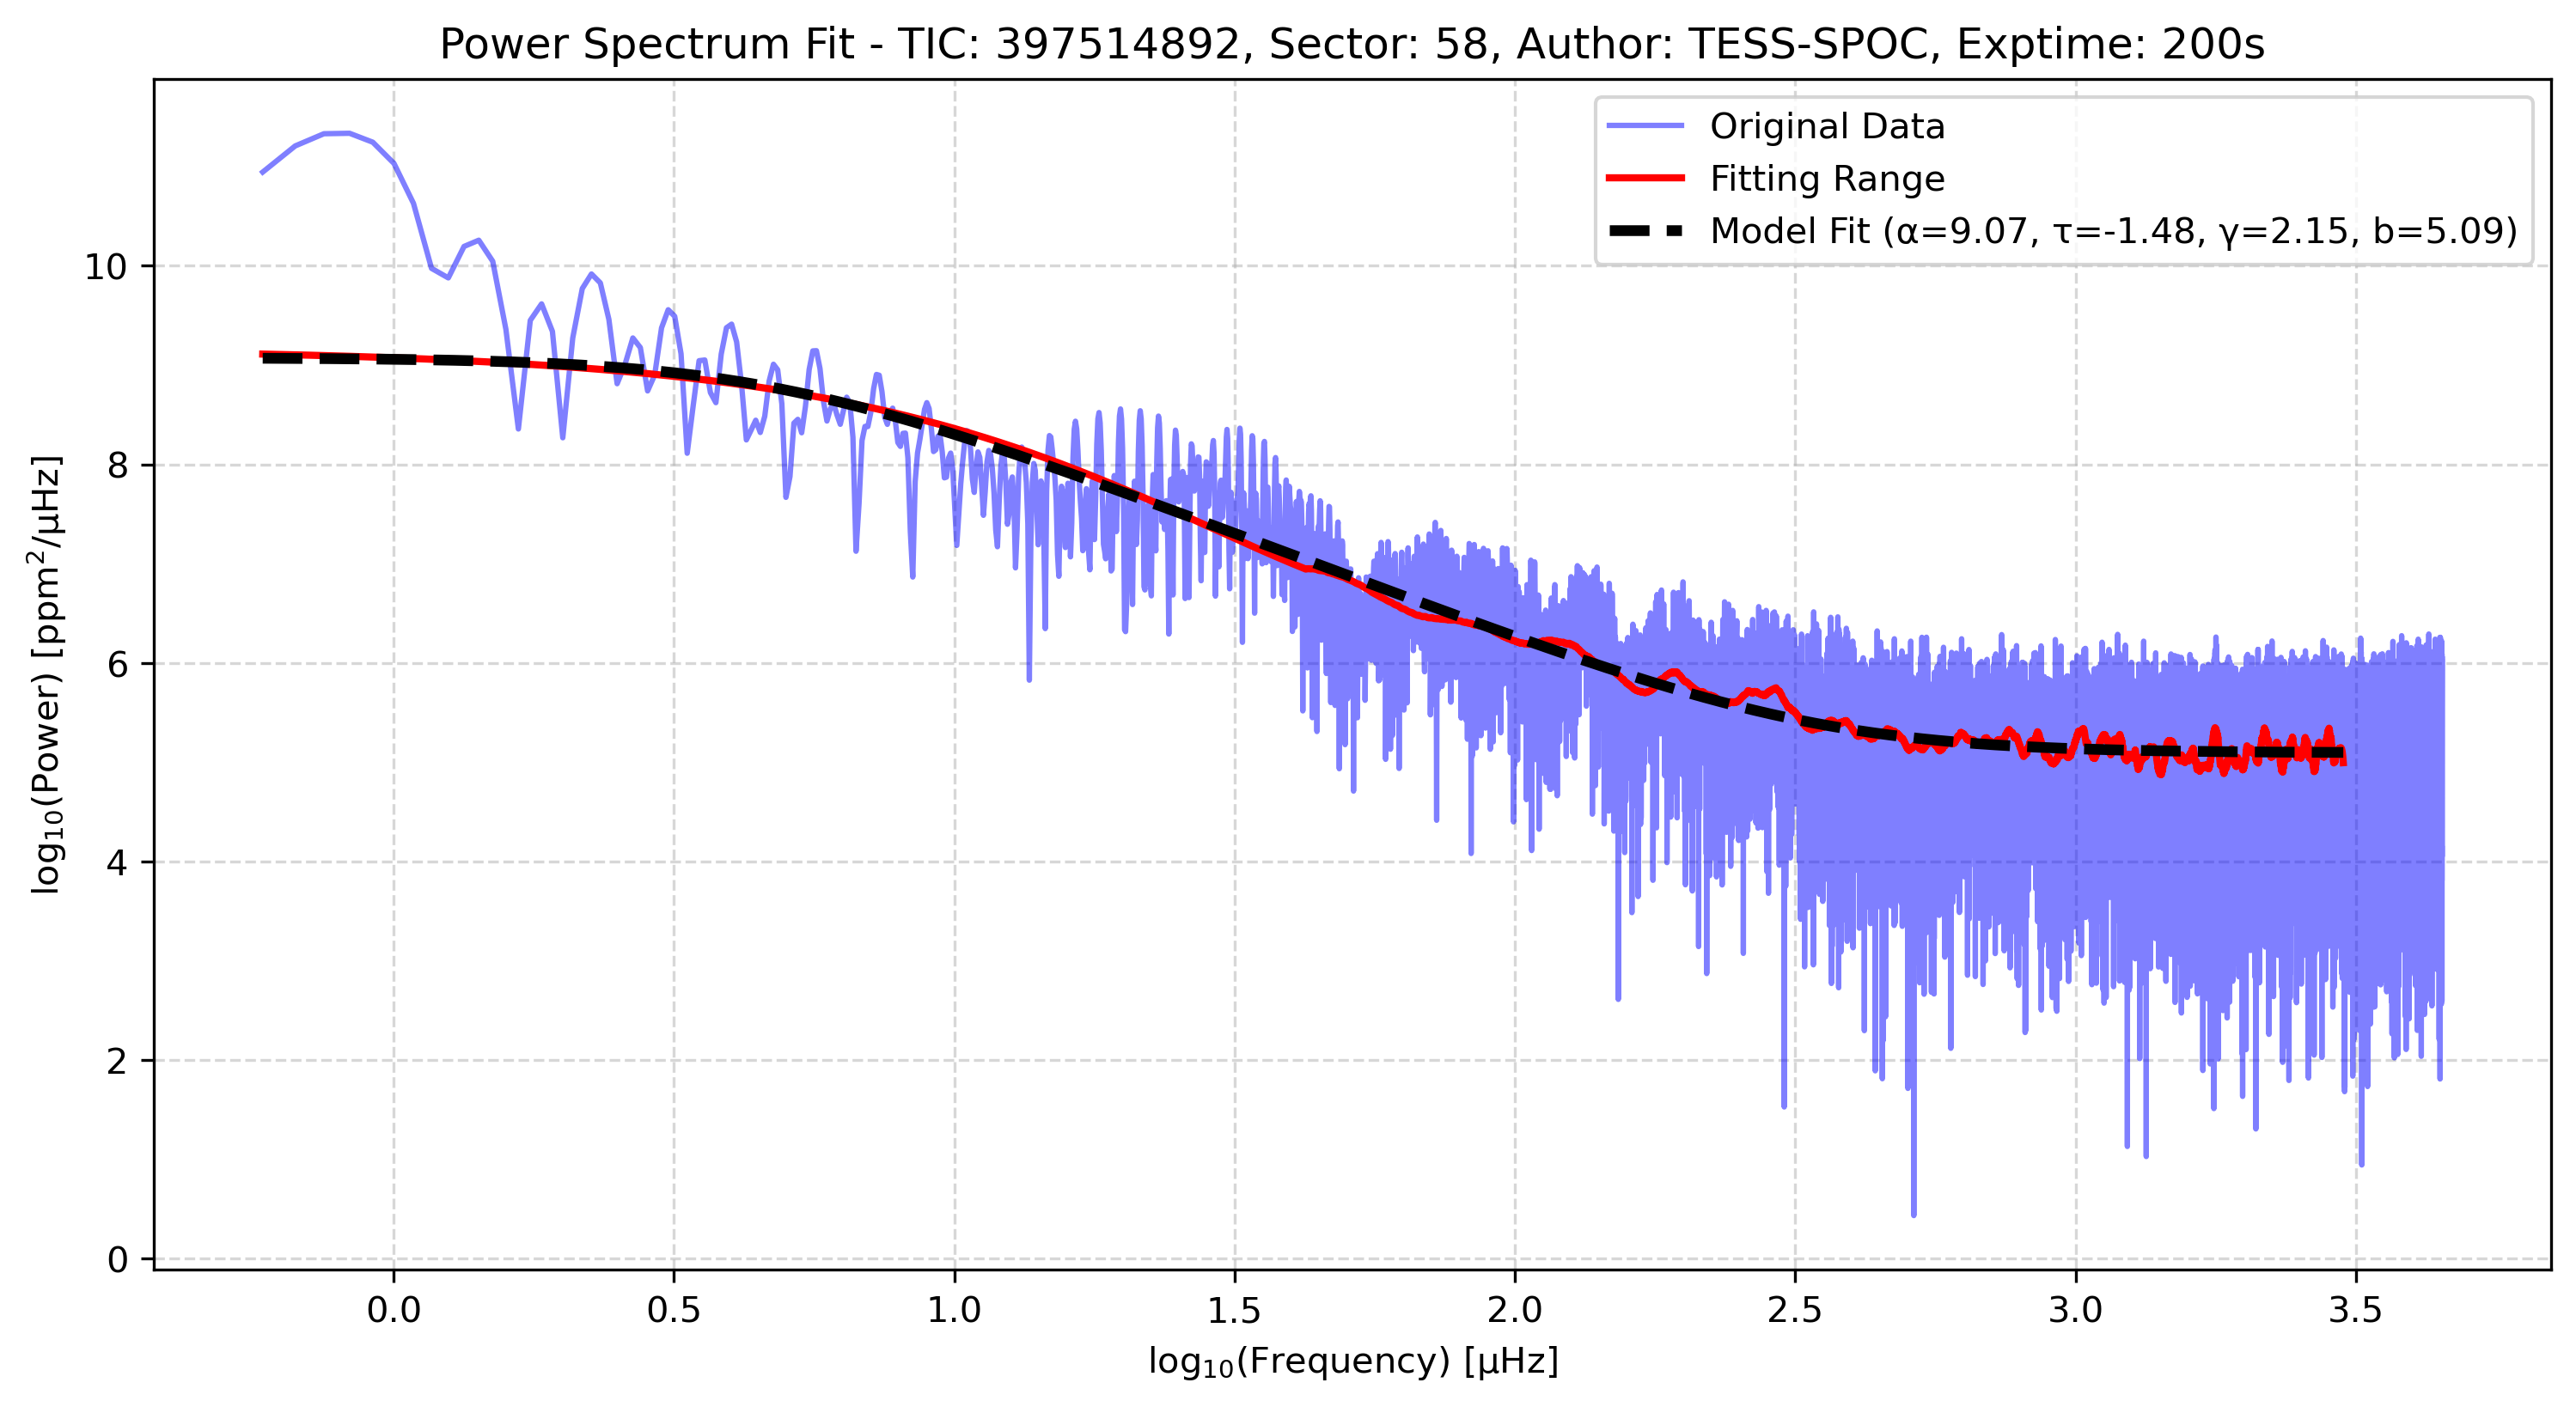 Power Spectrum Fit - TIC: 397514892, Sector: 58, Author: TESS-SPOC, Exptime: 200s
Original Data
Fitting Range
Model Fit (α=9.07, τ=-1.48, γ=2.15, b=5.09)
log₁₀(Power) [ppm²/μHz]
10
8
6
4
2
0
0.0 0.5 1.0 1.5 2.0 2.5 3.0 3.5
log₁₀(Frequency) [μHz]